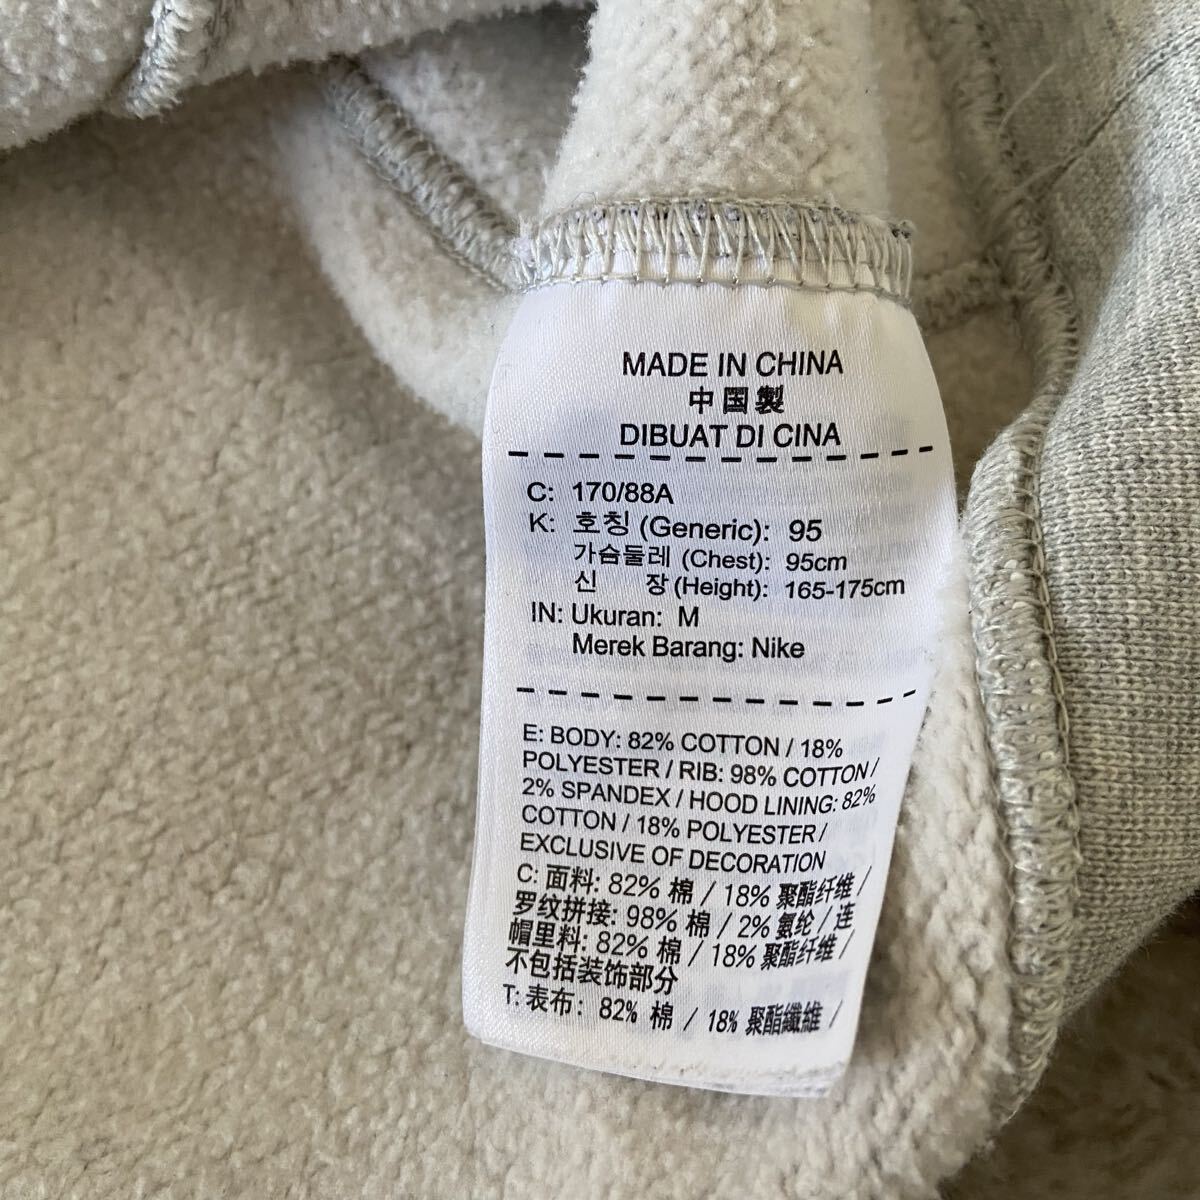 MADE IN CHINA
中国製
DIBUAT DI CINA
C: 170/88A
K: 호칭 (Generic): 95
가슴둘레 (Chest): 95cm
신 장 (Height): 165-175cm
IN: Ukuran: M
Merek Barang: Nike
E: BODY: 82% COTTON / 18%
POLYESTER / RIB: 98% COTTON /
2% SPANDEX / HOOD LINING: 82%
COTTON / 18% POLYESTER /
EXCLUSIVE OF DECORATION
C: 面料: 82% 棉 / 18% 聚酯纤维 /
罗纹拼接: 98% 棉 / 2% 氨纶 / 连
帽里料: 82% 棉 / 18% 聚酯纤维 /
不包括装饰部分
T: 表布: 82% 棉 / 18% 聚酯纖維 /